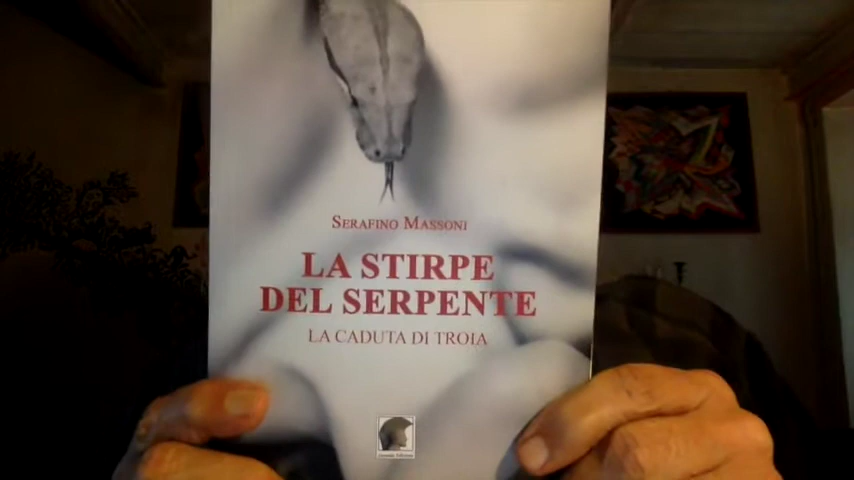 SERAFINO MASSONI
LA STIRPE
DEL SERPENTE
LA CADUTA DI TROIA